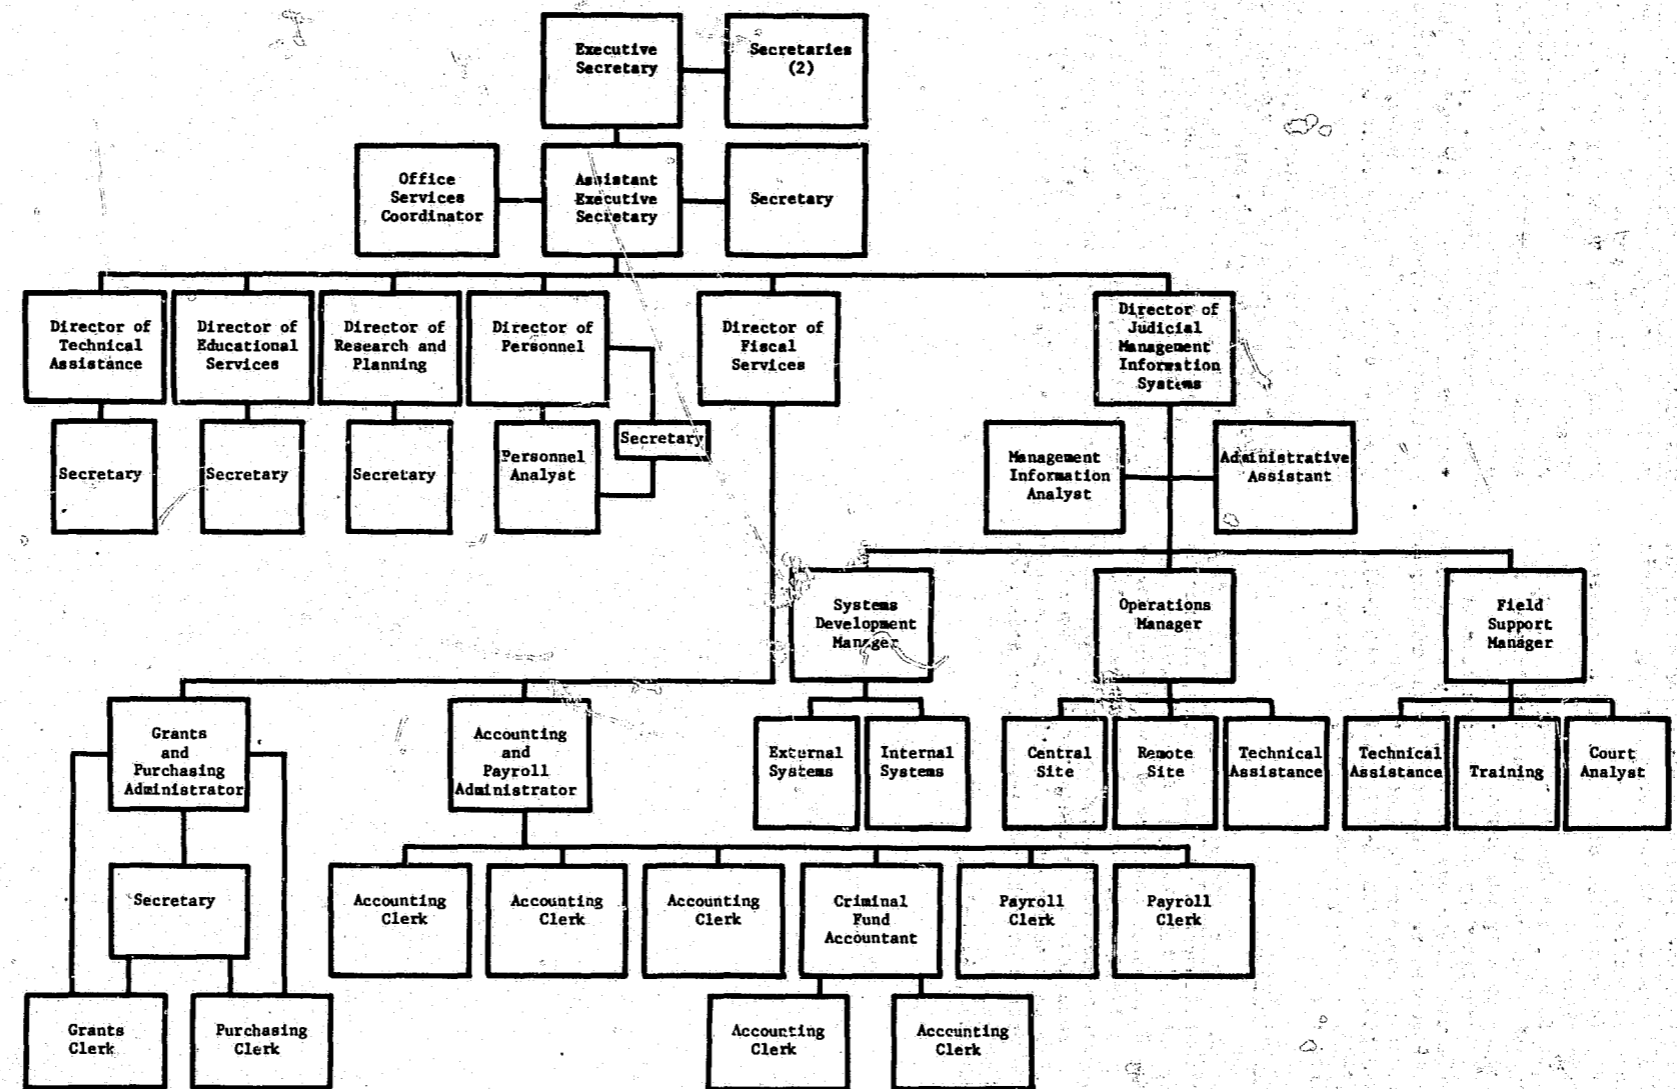 Executive
Secretary
Secretaries
(2)
Office
Services
Coordinator
Assistant
Executive
Secretary
Secretary
Director of
Technical
Assistance
Director of
Educational
Services
Director of
Research and
Planning
Director of
Personnel
Director of
Fiscal
Services
Director of
Judicial
Management
Information
Systems
Secretary
Secretary
Secretary
Personnel
Analyst
Secretary
Management
Information
Analyst
Administrative
Assistant
Systems
Development
Manager
Operations
Manager
Field
Support
Manager
Grants
and
Purchasing
Administrator
Accounting
and
Payroll
Administrator
External
Systems
Internal
Systems
Central
Site
Remote
Site
Technical
Assistance
Technical
Assistance
Training
Court
Analyst
Secretary
Accounting
Clerk
Accounting
Clerk
Accounting
Clerk
Criminal
Fund
Accountant
Payroll
Clerk
Payroll
Clerk
Grants
Clerk
Purchasing
Clerk
Accounting
Clerk
Accounting
Clerk